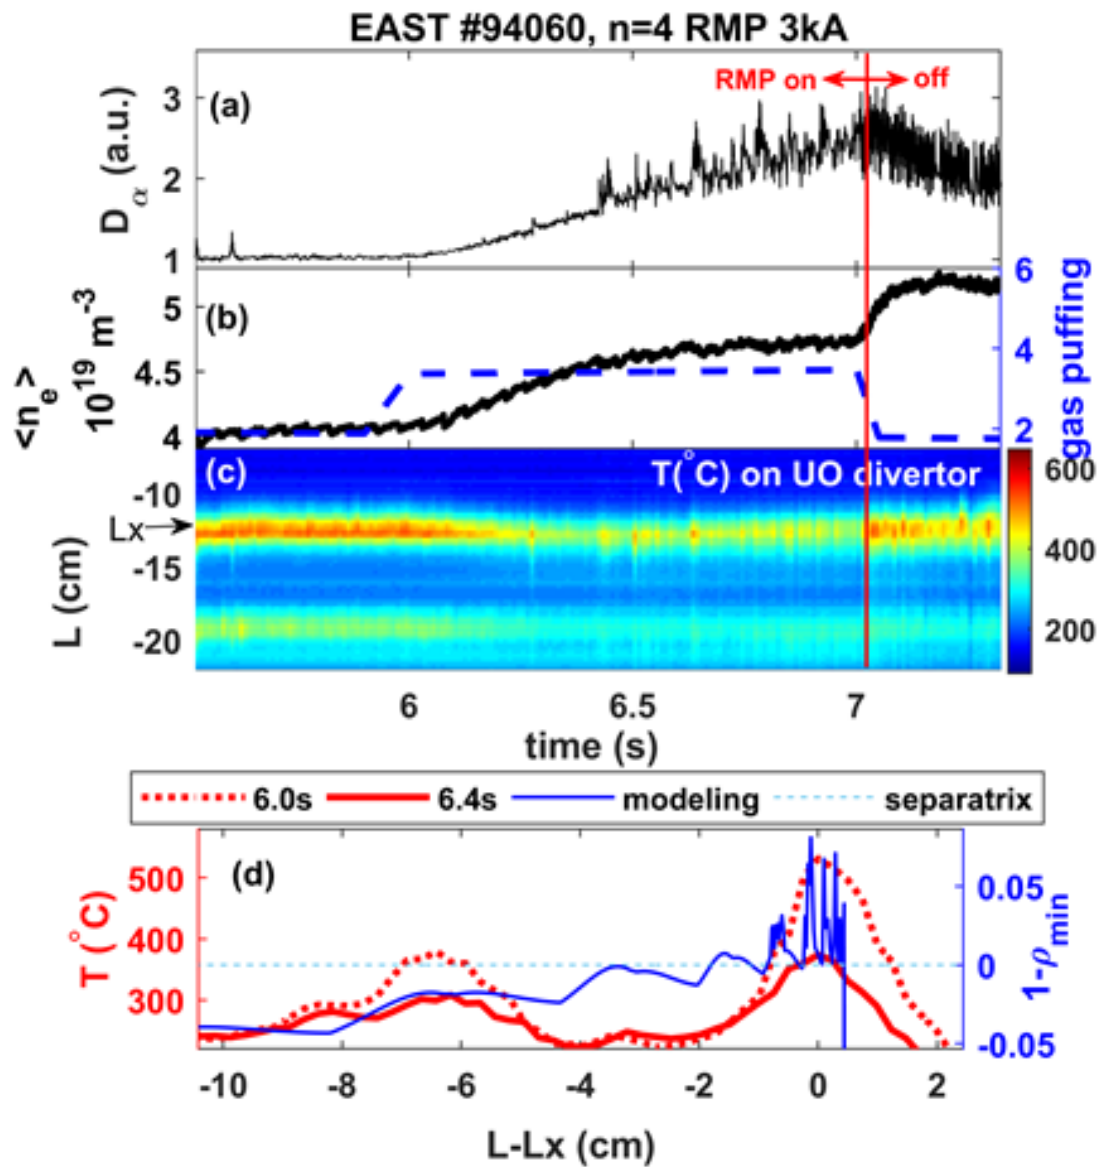 EAST #94060, n=4 RMP 3kA
(a)
RMP on off
D_α (a.u.)
3
2
1
(b)
<n_e>
10^19 m^-3
5
4.5
4
6
4
2
gas puffing
(c)
T(°C) on UO divertor
Lx
L (cm)
-10
-15
-20
600
400
200
6 6.5 7
time (s)
6.0s 6.4s modeling separatrix
(d)
T (°C)
500
400
300
0.05
0
-0.05
1-ρ_min
-10 -8 -6 -4 -2 0 2
L-Lx (cm)